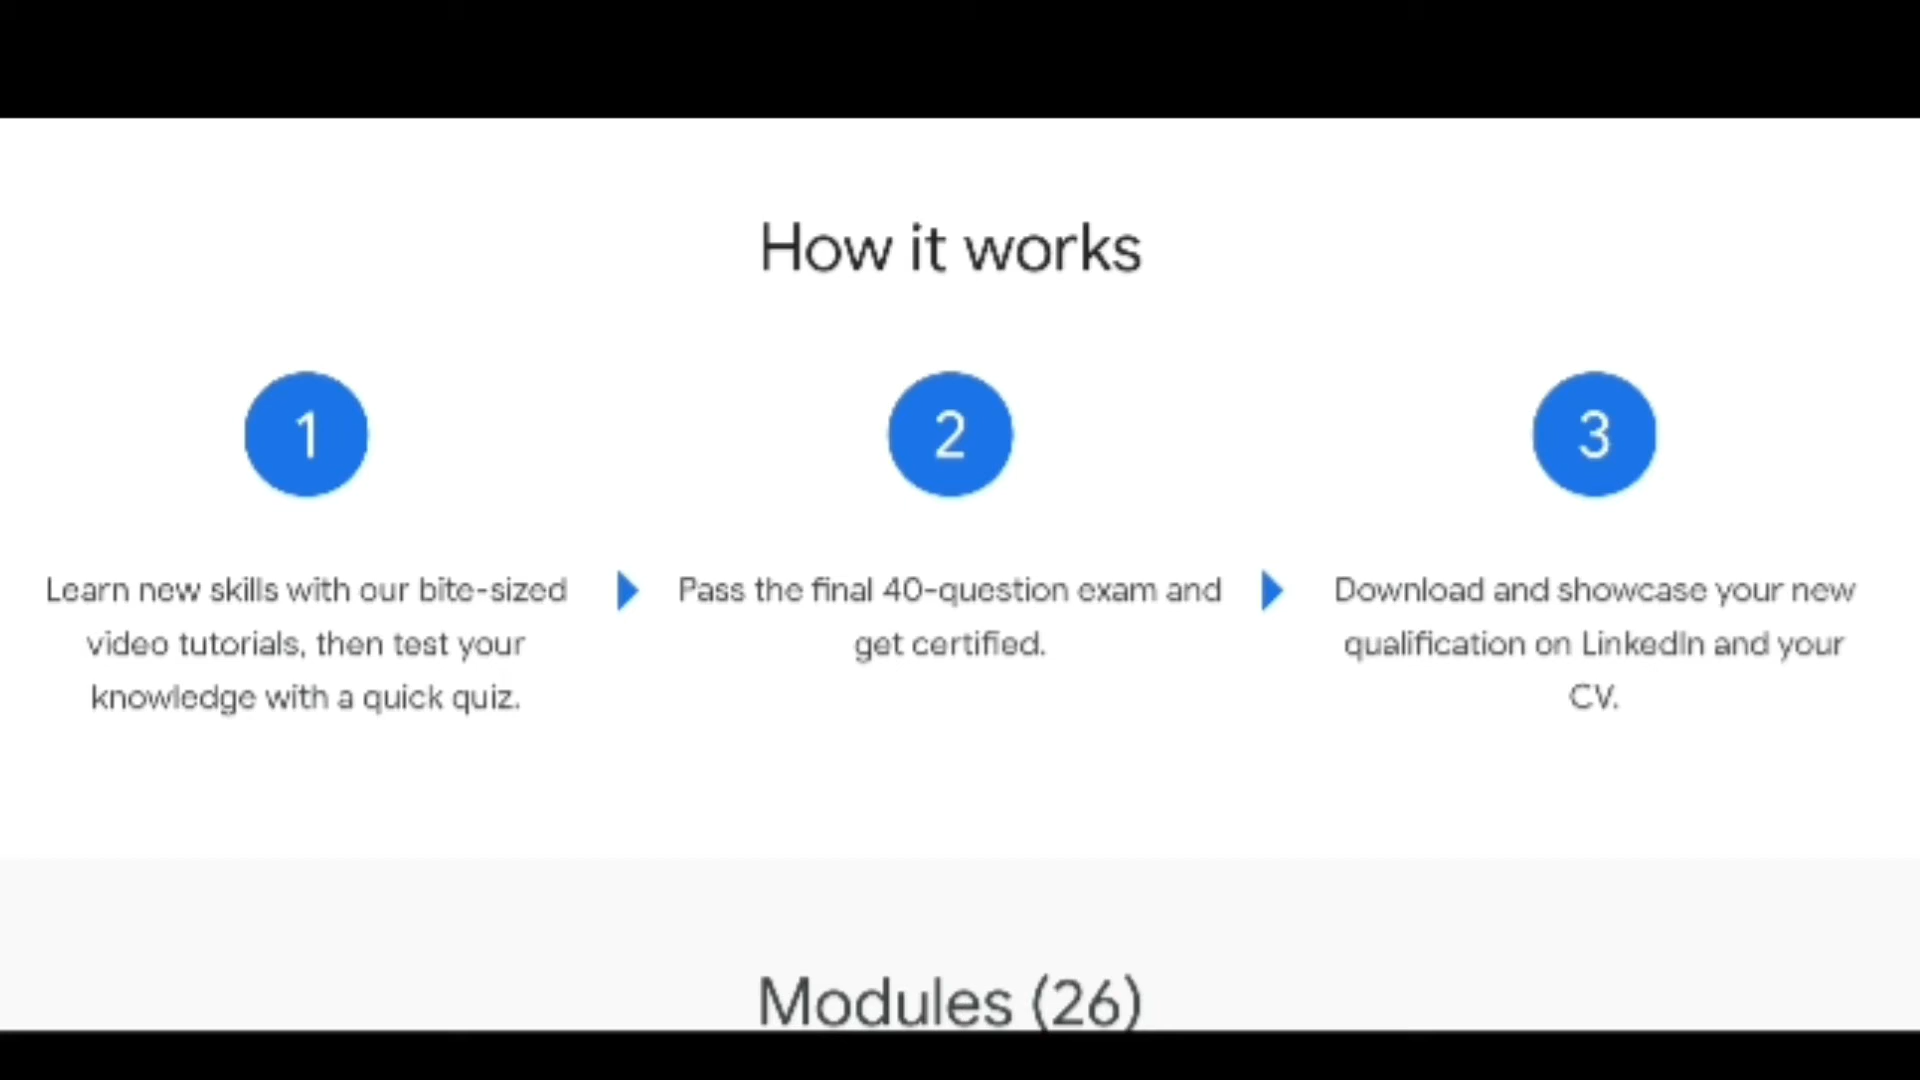 How it works
1
2
3
Learn new skills with our bite-sized
video tutorials, then test your
knowledge with a quick quiz.
Pass the final 40-question exam and
get certified.
Download and showcase your new
qualification on LinkedIn and your
CV.
Modules (26)